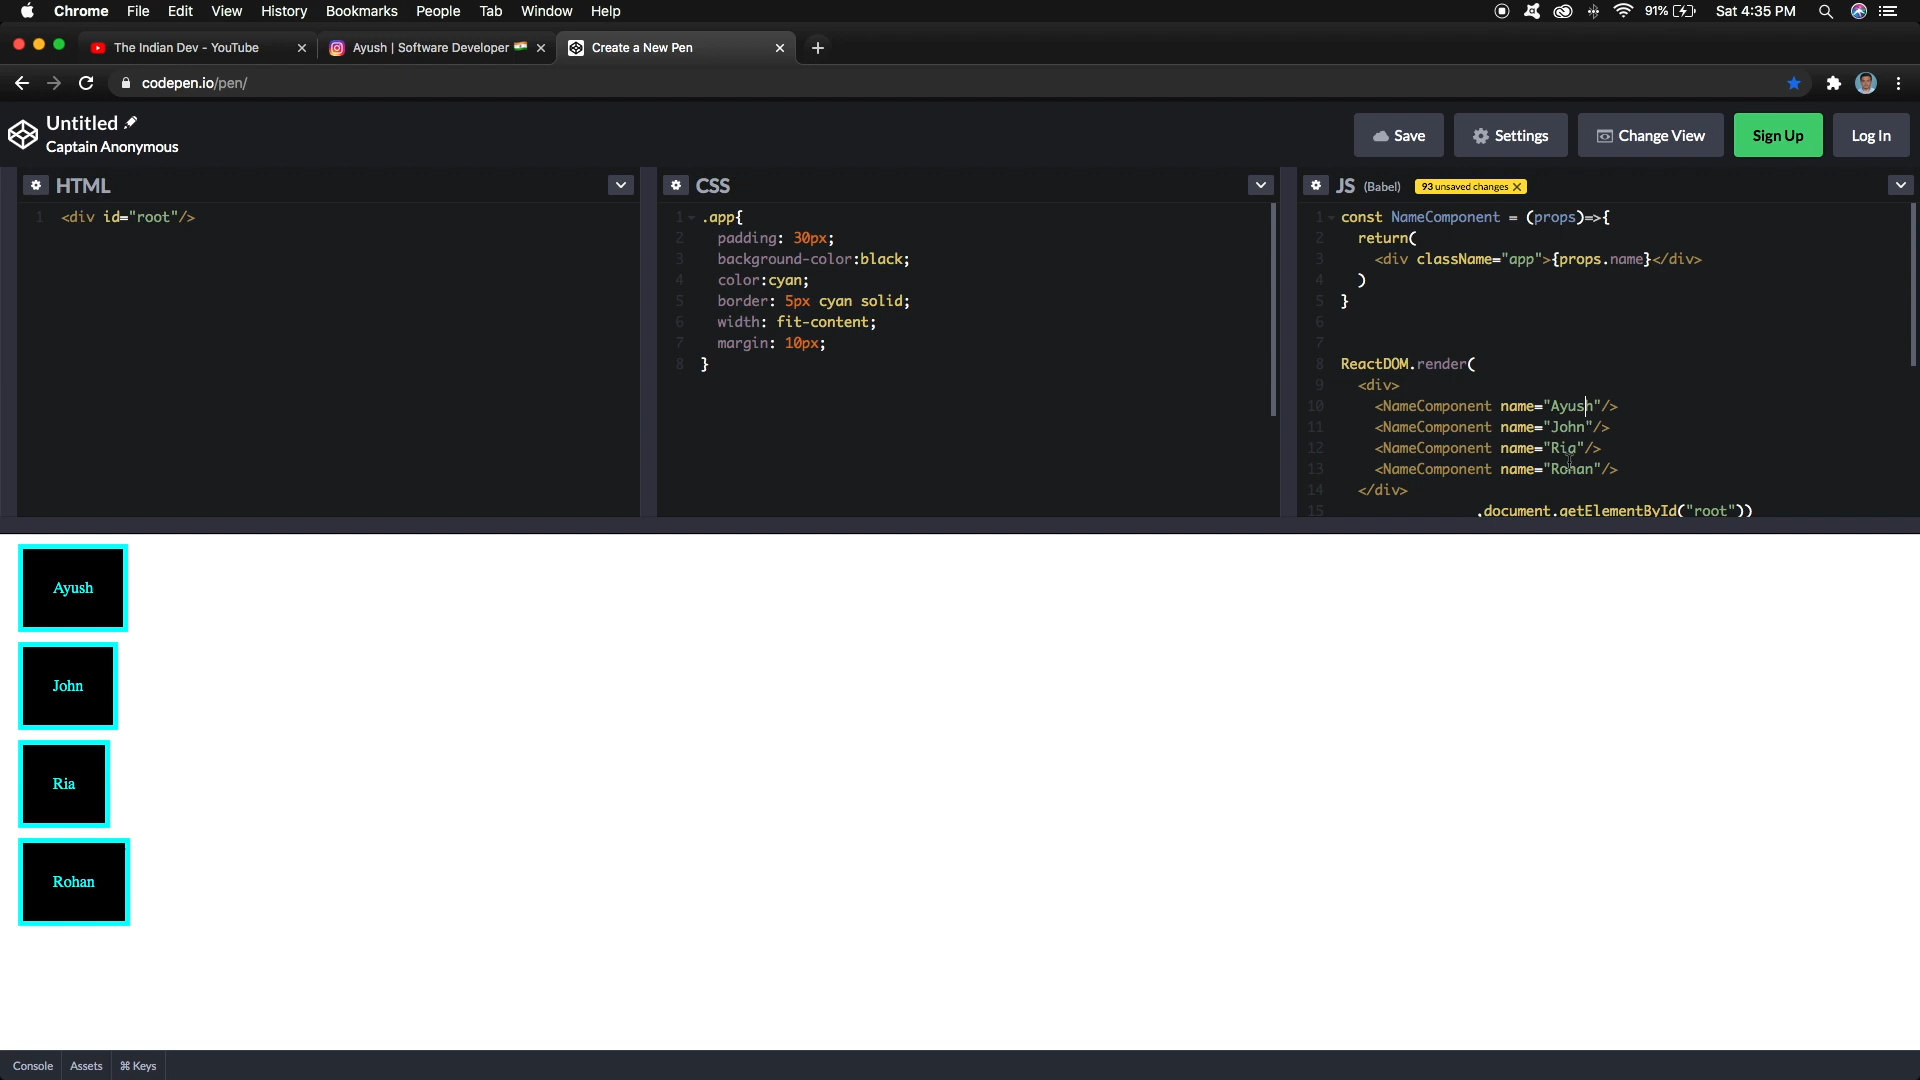 Chrome File Edit View History Bookmarks People Tab Window Help 91% Sat 4:35 PM
The Indian Dev - YouTube Ayush | Software Developer Create a New Pen
codepen.io/pen/
Untitled
Captain Anonymous
Save Settings Change View Sign Up Log In
HTML
1 <div id="root"/>
CSS
1 .app{
2 padding: 30px;
3 background-color:black;
4 color:cyan;
5 border: 5px cyan solid;
6 width: fit-content;
7 margin: 10px;
8 }
JS (Babel) 93 unsaved changes
1 const NameComponent = (props)=>{
2 return(
3 <div className="app">{props.name}</div>
4 )
5 }
6
7
8 ReactDOM.render(
9 <div>
10 <NameComponent name="Ayush"/>
11 <NameComponent name="John"/>
12 <NameComponent name="Ria"/>
13 <NameComponent name="Rohan"/>
14 </div>
15 ,document.getElementById("root"))
Ayush
John
Ria
Rohan
Console Assets ⌘ Keys